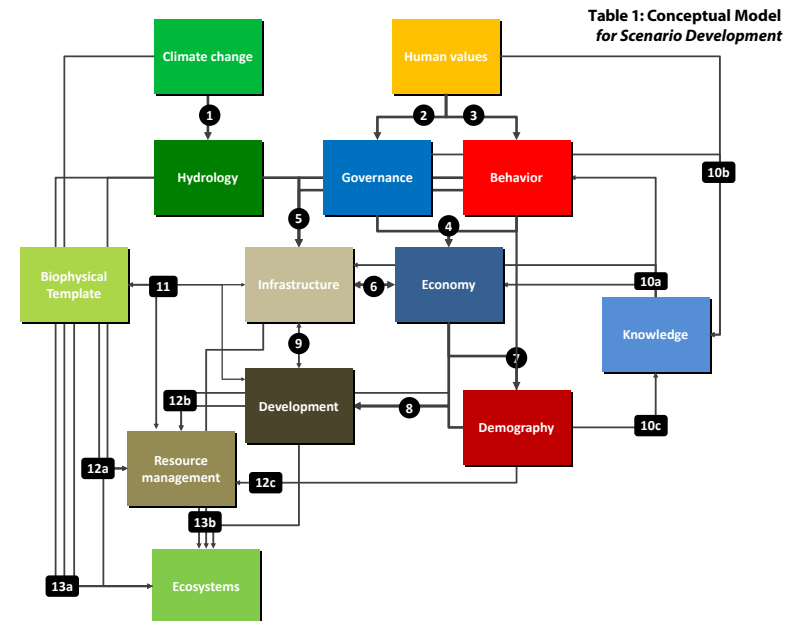 Table 1: Conceptual Model
for Scenario Development
Climate change
Human values
1
2
3
Hydrology
Governance
Behavior
10b
5
4
Biophysical
Template
11
Infrastructure
6
Economy
10a
Knowledge
9
7
12b
Development
8
Demography
10c
Resource
management
12a
12c
13b
Ecosystems
13a